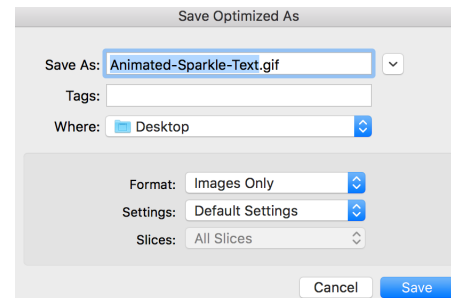 Save Optimized As
Save As: Animated-Sparkle-Text.gif
Tags:
Where: Desktop
Format: Images Only
Settings: Default Settings
Slices: All Slices
Cancel Save